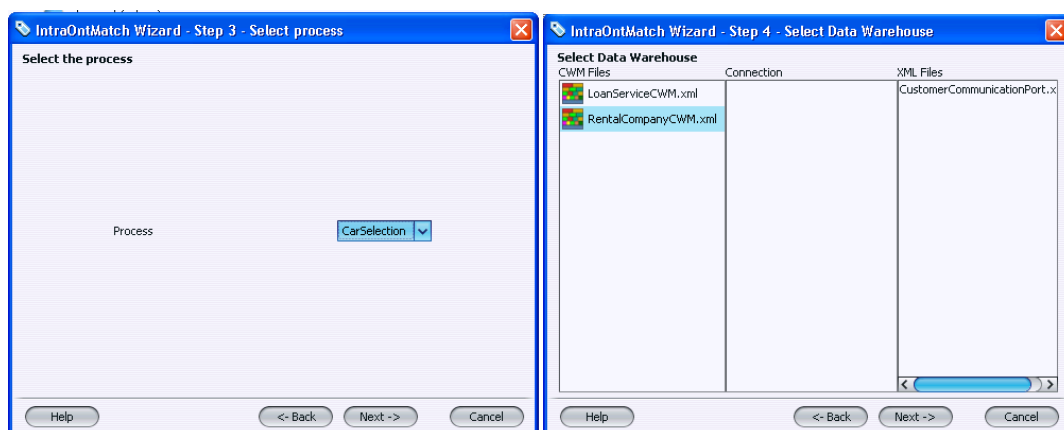 IntraOntMatch Wizard - Step 3 - Select process
Select the process
Process
CarSelection
Help
<- Back
Next ->
Cancel
IntraOntMatch Wizard - Step 4 - Select Data Warehouse
Select Data Warehouse
CWM Files
Connection
XML Files
LoanServiceCWM.xml
CustomerCommunicationPort.x
RentalCompanyCWM.xml
Help
<- Back
Next ->
Cancel